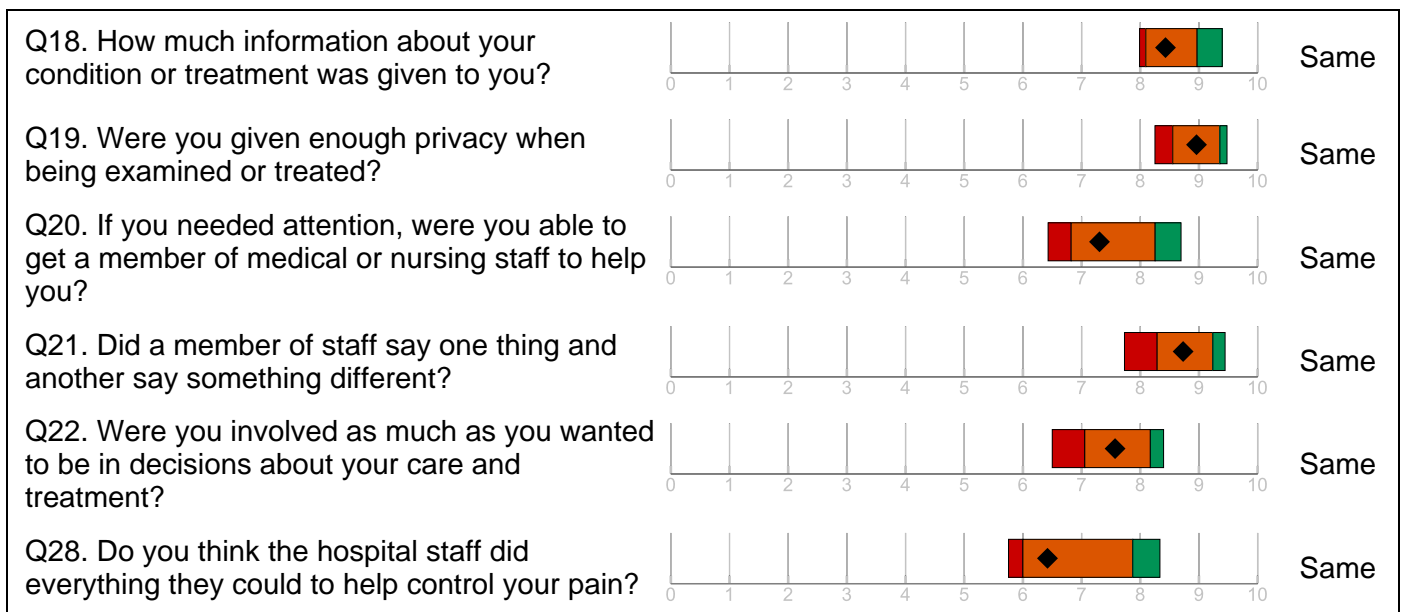 Q18. How much information about your
condition or treatment was given to you?
0 1 2 3 4 5 6 7 8 9 10
Same
Q19. Were you given enough privacy when
being examined or treated?
0 1 2 3 4 5 6 7 8 9 10
Same
Q20. If you needed attention, were you able to
get a member of medical or nursing staff to help
you?
0 1 2 3 4 5 6 7 8 9 10
Same
Q21. Did a member of staff say one thing and
another say something different?
0 1 2 3 4 5 6 7 8 9 10
Same
Q22. Were you involved as much as you wanted
to be in decisions about your care and
treatment?
0 1 2 3 4 5 6 7 8 9 10
Same
Q28. Do you think the hospital staff did
everything they could to help control your pain?
0 1 2 3 4 5 6 7 8 9 10
Same